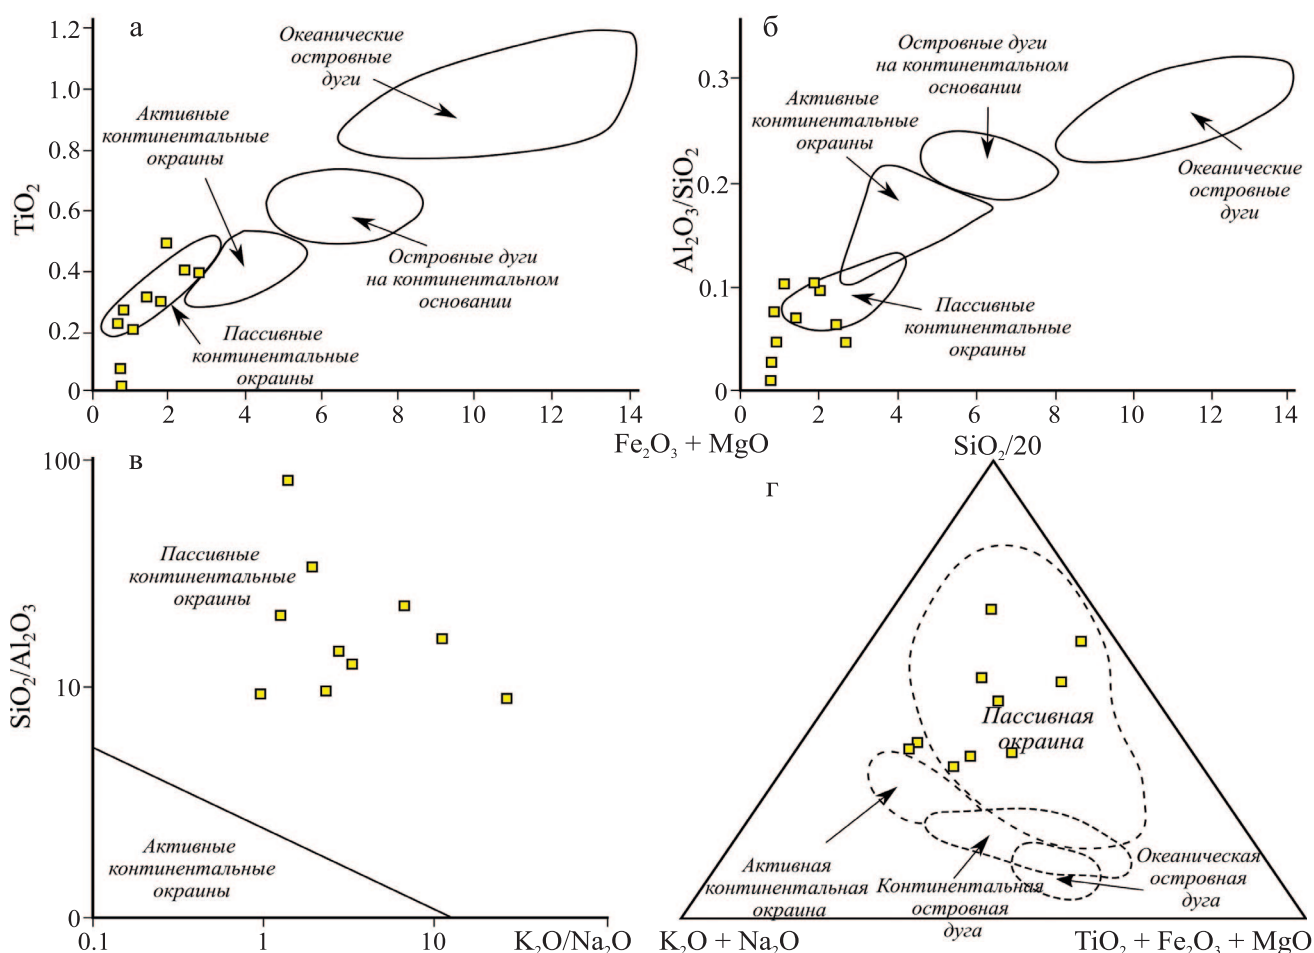 а
1.2
1.0
0.8
0.6
0.4
0.2
0
TiO2
Океанические
островные
дуги
Активные
континентальные
окраины
Островные дуги
на континентальном
основании
Пассивные
континентальные
окраины
0 2 4 6 8 10 12 14
Fe2O3 + MgO
б
0.3
0.2
0.1
0
Al2O3/SiO2
Островные дуги
на континентальном
основании
Активные
континентальные
окраины
Океанические
островные
дуги
Пассивные
континентальные
окраины
0 2 4 6 8 10 12 14
в
100
10
0
SiO2/Al2O3
Пассивные
континентальные
окраины
Активные
континентальные
окраины
0.1 1 10 K2O/Na2O
г
SiO2/20
Пассивная
окраина
Активная
континентальная
окраина
Континентальная
островная
дуга
Океаническая
островная
дуга
K2O + Na2O
TiO2 + Fe2O3 + MgO